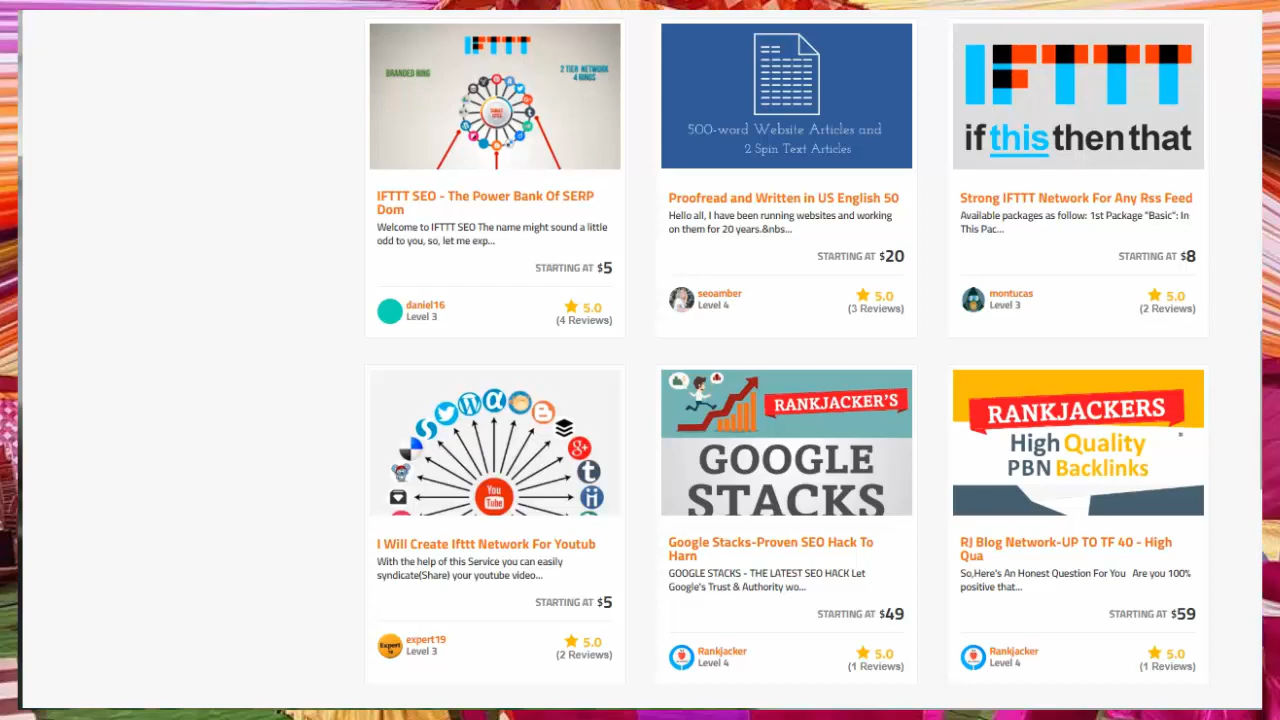 IFTTT
BRANDED RING
2 TIER NETWORK
4 RINGS
IFTTT SEO - The Power Bank Of SERP
Dom
Welcome to IFTTT SEO The name might sound a little
odd to you, so, let me exp...
STARTING AT $5
daniel16
Level 3
5.0
(4 Reviews)
500-word Website Articles and
2 Spin Text Articles
Proofread and Written in US English 50
Hello all, I have been running websites and working
on them for 20 years.&nbs...
STARTING AT $20
seoamber
Level 4
5.0
(3 Reviews)
IFTTT
if this then that
Strong IFTTT Network For Any Rss Feed
Available packages as follow: 1st Package "Basic": In
This Pac...
STARTING AT $8
montucas
Level 3
5.0
(2 Reviews)
You
Tube
I Will Create Ifttt Network For Youtub
With the help of this Service you can easily
syndicate(Share) your youtube video...
STARTING AT $5
expert19
Level 3
5.0
(2 Reviews)
RANKJACKER'S
GOOGLE
STACKS
Google Stacks-Proven SEO Hack To
Harn
GOOGLE STACKS - THE LATEST SEO HACK Let
Google's Trust & Authority wo...
STARTING AT $49
Rankjacker
Level 4
5.0
(1 Reviews)
RANKJACKERS
High Quality
PBN Backlinks
RJ Blog Network-UP TO TF 40 - High
Qua
So,Here's An Honest Question For You Are you 100%
positive that...
STARTING AT $59
Rankjacker
Level 4
5.0
(1 Reviews)